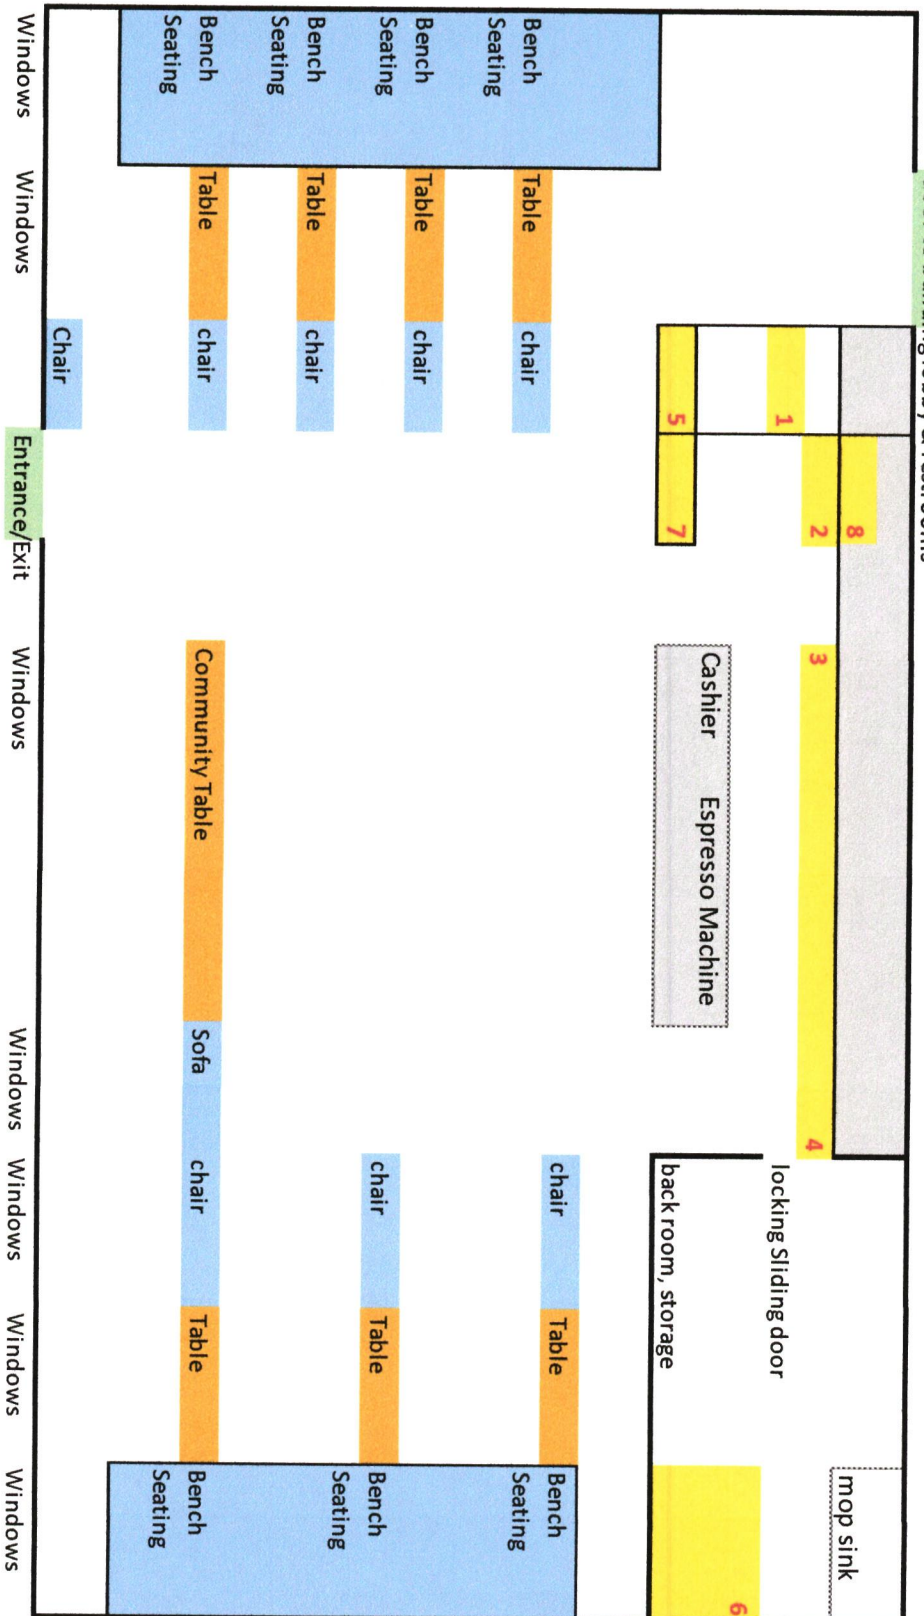 8 mop sink
2 3 4
1 locking Sliding door
6
Cashier Espresso Machine
5 7 back room, storage
chair Table Bench
Bench Table chair Seating
Seating
Bench Table chair
Seating chair Table Bench
Seating
Bench Table chair
Seating
Bench Table chair Community Table Sofa chair Table Bench
Seating Seating
Chair
Windows Windows Entrance/Exit Windows Windows Windows Windows Windows